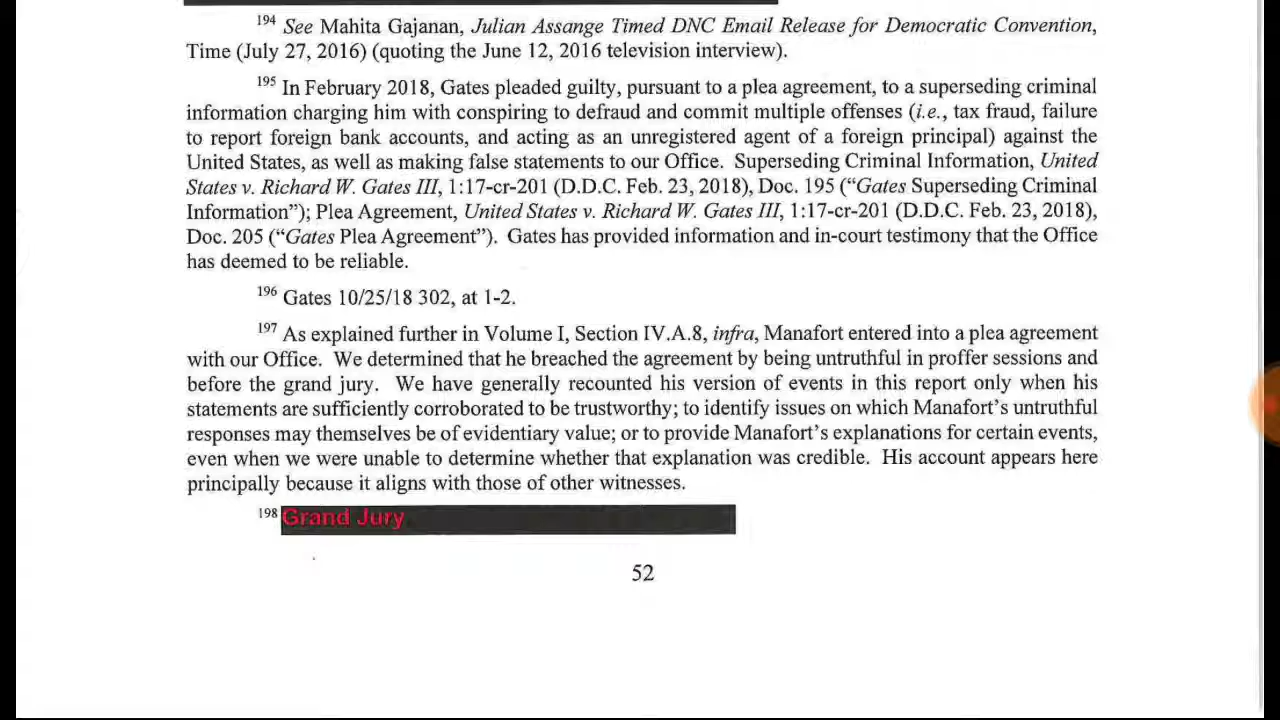 194 See Mahita Gajanan, Julian Assange Timed DNC Email Release for Democratic Convention,
Time (July 27, 2016) (quoting the June 12, 2016 television interview).
195 In February 2018, Gates pleaded guilty, pursuant to a plea agreement, to a superseding criminal
information charging him with conspiring to defraud and commit multiple offenses (i.e., tax fraud, failure
to report foreign bank accounts, and acting as an unregistered agent of a foreign principal) against the
United States, as well as making false statements to our Office. Superseding Criminal Information, United
States v. Richard W. Gates III, 1:17-cr-201 (D.D.C. Feb. 23, 2018), Doc. 195 (“Gates Superseding Criminal
Information”); Plea Agreement, United States v. Richard W. Gates III, 1:17-cr-201 (D.D.C. Feb. 23, 2018),
Doc. 205 (“Gates Plea Agreement”). Gates has provided information and in-court testimony that the Office
has deemed to be reliable.
196 Gates 10/25/18 302, at 1-2.
197 As explained further in Volume I, Section IV.A.8, infra, Manafort entered into a plea agreement
with our Office. We determined that he breached the agreement by being untruthful in proffer sessions and
before the grand jury. We have generally recounted his version of events in this report only when his
statements are sufficiently corroborated to be trustworthy; to identify issues on which Manafort’s untruthful
responses may themselves be of evidentiary value; or to provide Manafort’s explanations for certain events,
even when we were unable to determine whether that explanation was credible. His account appears here
principally because it aligns with those of other witnesses.
198 Grand Jury
52